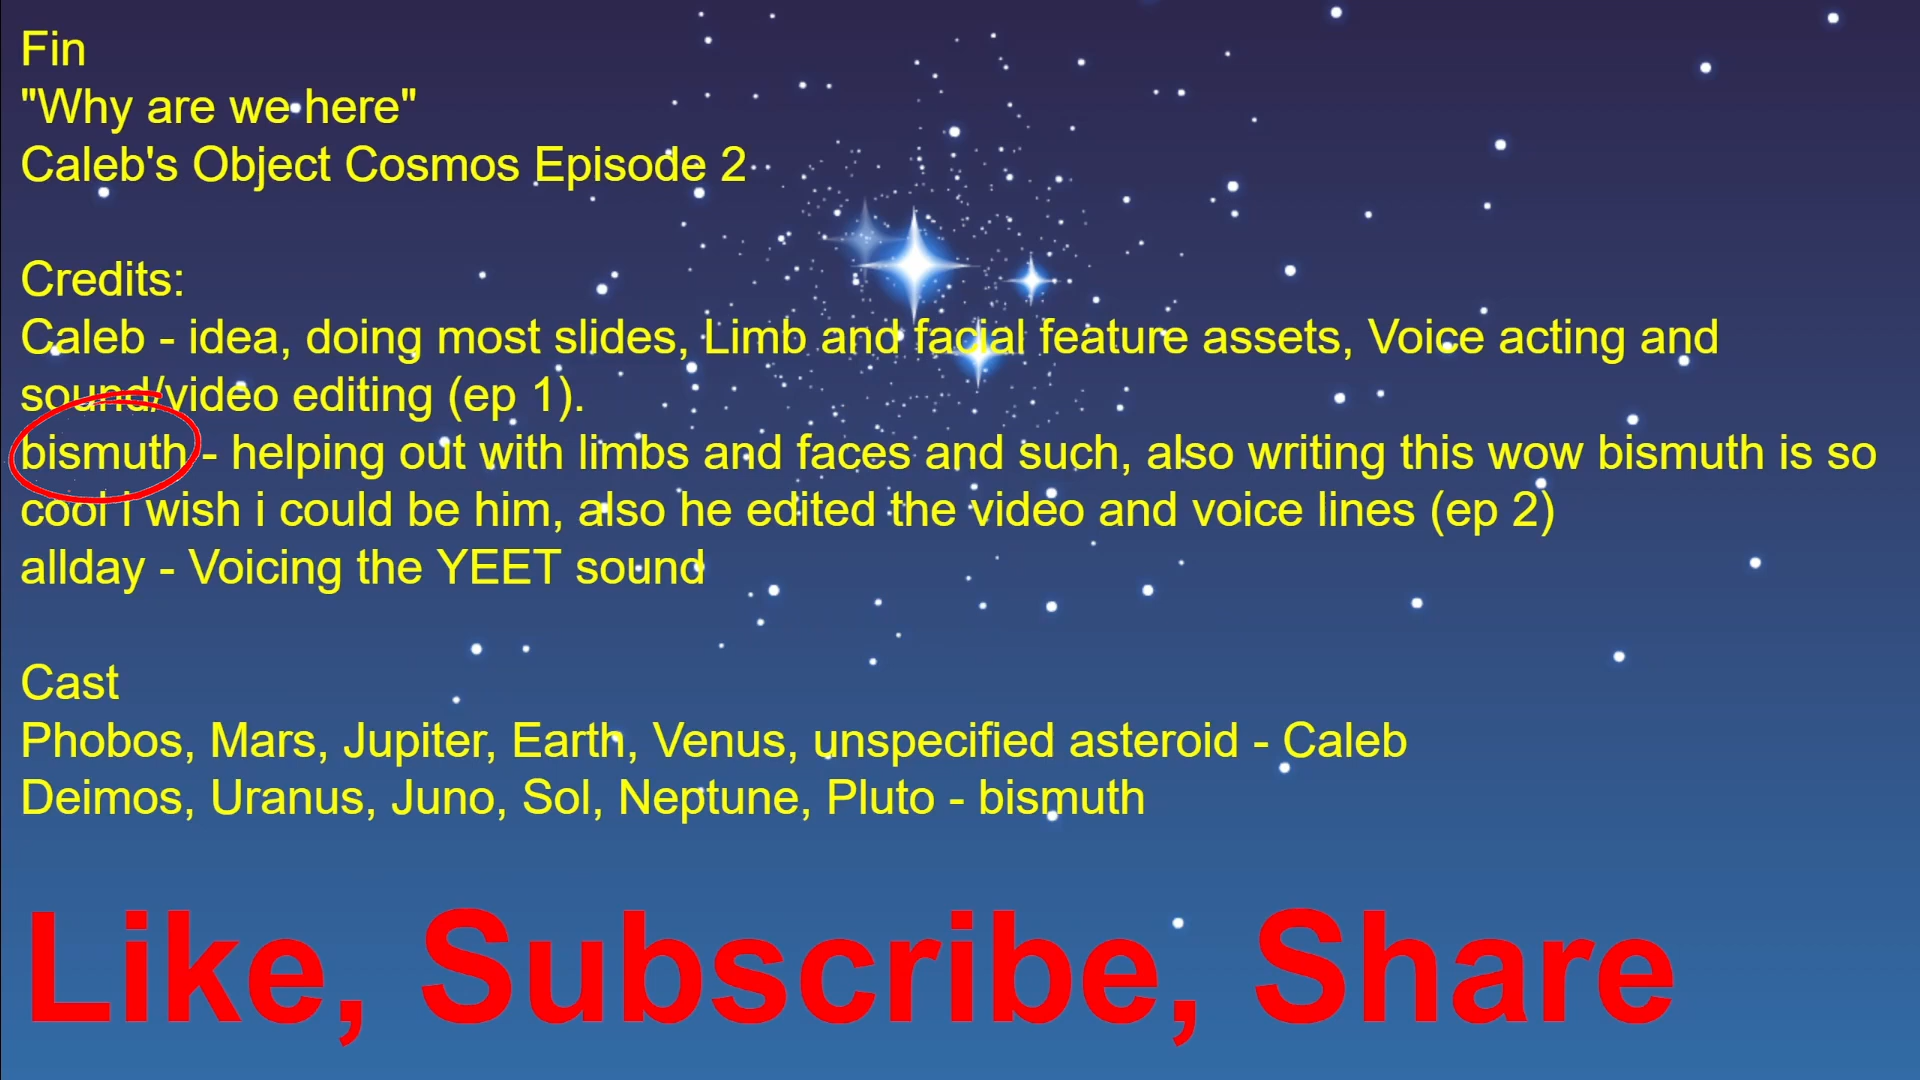 Fin
"Why are we here"
Caleb's Object Cosmos Episode 2
Credits:
Caleb - idea, doing most slides, Limb and facial feature assets, Voice acting and
sound/video editing (ep 1).
bismuth - helping out with limbs and faces and such, also writing this wow bismuth is so
cool i wish i could be him, also he edited the video and voice lines (ep 2)
allday - Voicing the YEET sound
Cast
Phobos, Mars, Jupiter, Earth, Venus, unspecified asteroid - Caleb
Deimos, Uranus, Juno, Sol, Neptune, Pluto - bismuth
Like, Subscribe, Share